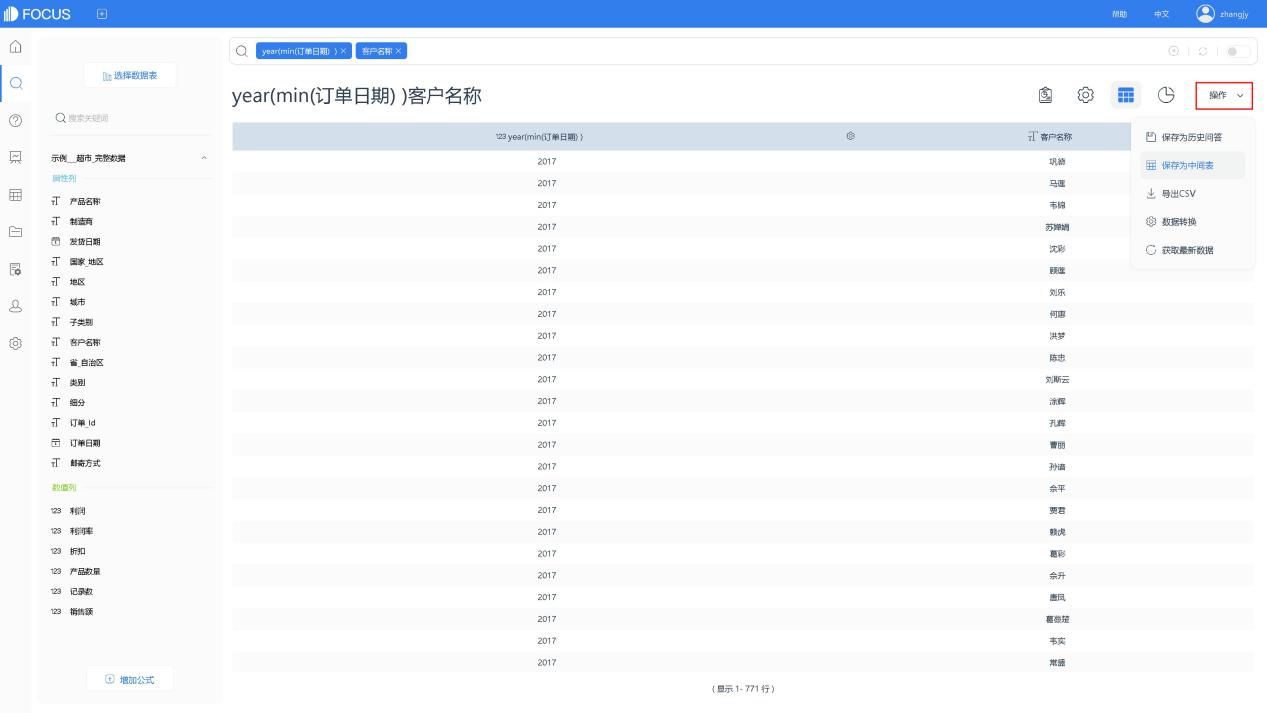 FOCUS
帮助 中文 zhangjy
选择数据表
搜索关键词
示例__超市_完整数据
属性列
产品名称
制造商
发货日期
国家_地区
地区
城市
子类别
客户名称
省_自治区
类别
细分
订单_Id
订单日期
邮寄方式
数值列
123 利润
123 利润率
123 折扣
123 产品数量
123 记录数
123 销售额
增加公式
year(min(订单日期) ) × 客户名称 ×
year(min(订单日期) )客户名称
操作
保存为历史问答
保存为中间表
导出CSV
数据转换
获取最新数据
123 year(min(订单日期) ) 客户名称
2017 巩德
2017 马莲
2017 韦锦
2017 苏婵娟
2017 沈彩
2017 顾莲
2017 刘乐
2017 何惠
2017 洪梦
2017 陈忠
2017 刘斯云
2017 涂辉
2017 孔辉
2017 曹丽
2017 孙谙
2017 佘平
2017 贾君
2017 赖虎
2017 葛彩
2017 佘升
2017 唐凤
2017
2017 韦实
2017 常盛
( 显示 1- 771 行 )